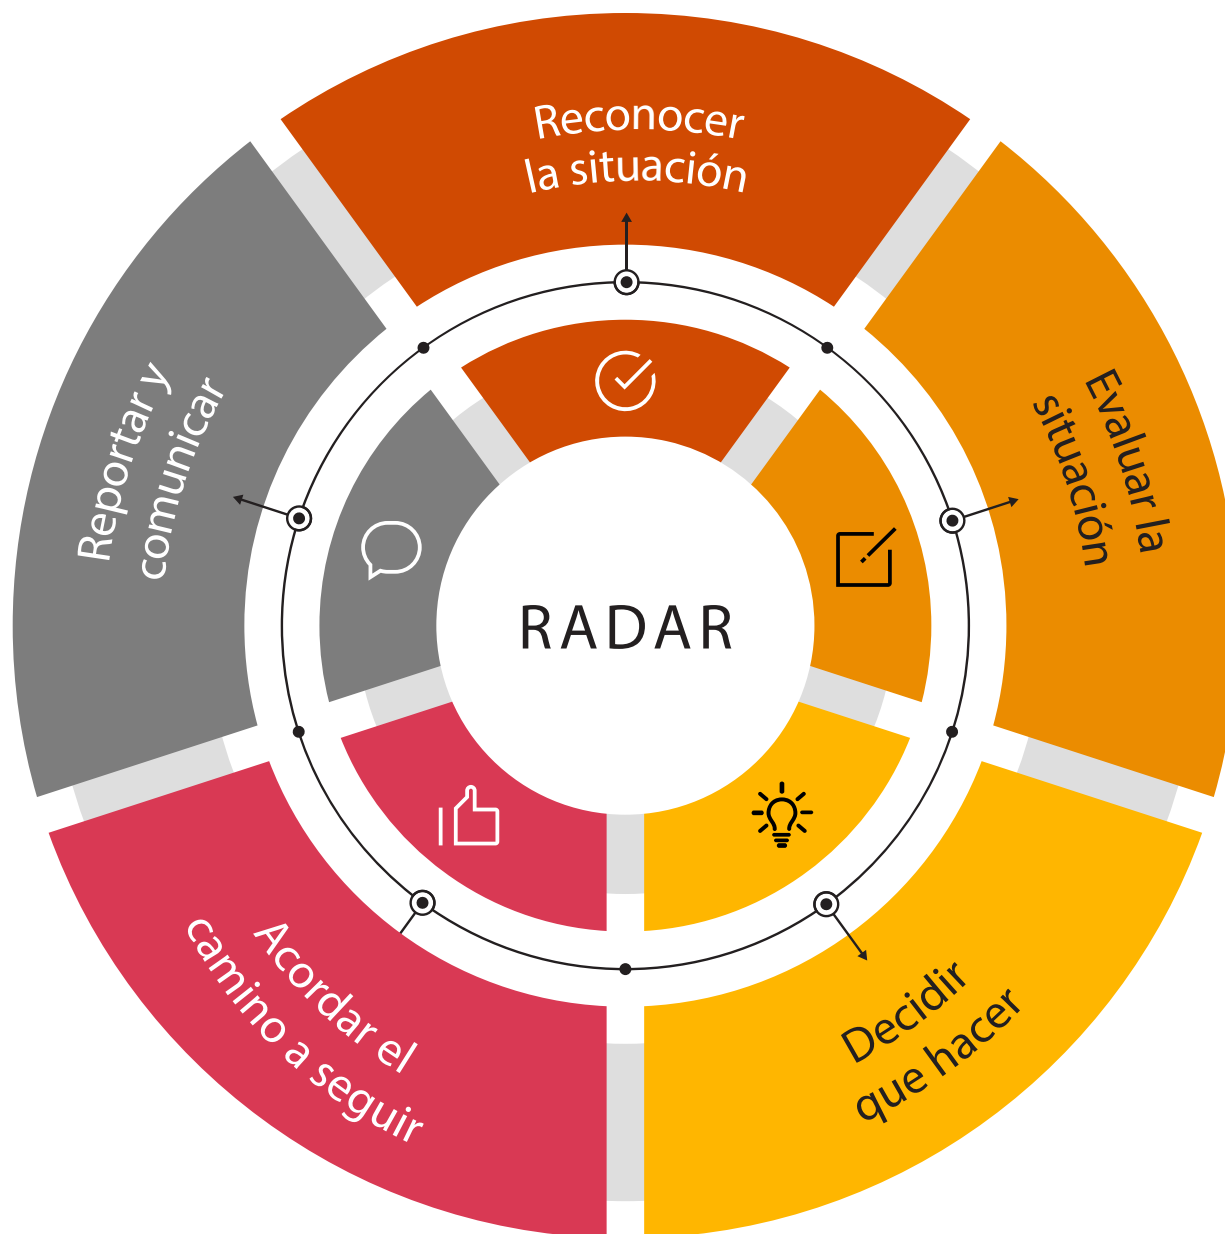 Reconocer
la situación
Evaluar la
situación
Decidir
que hacer
Acordar el
camino a seguir
Reportar y
comunicar
RADAR